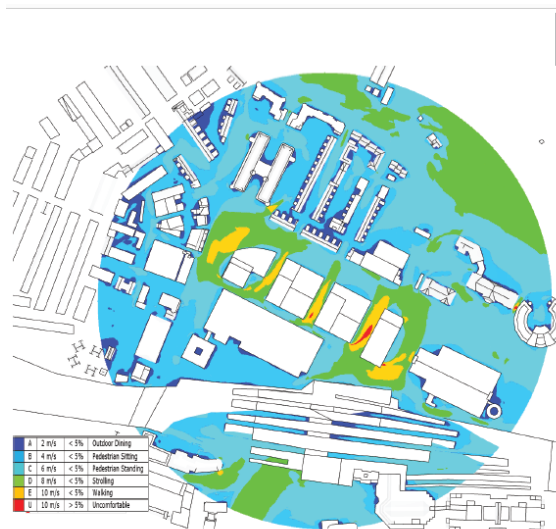 A 2 m/s < 5% Outdoor Dining
B 4 m/s < 5% Pedestrian Sitting
C 6 m/s < 5% Pedestrian Standing
D 8 m/s < 5% Strolling
E 10 m/s < 5% Walking
U 10 m/s > 5% Uncomfortable